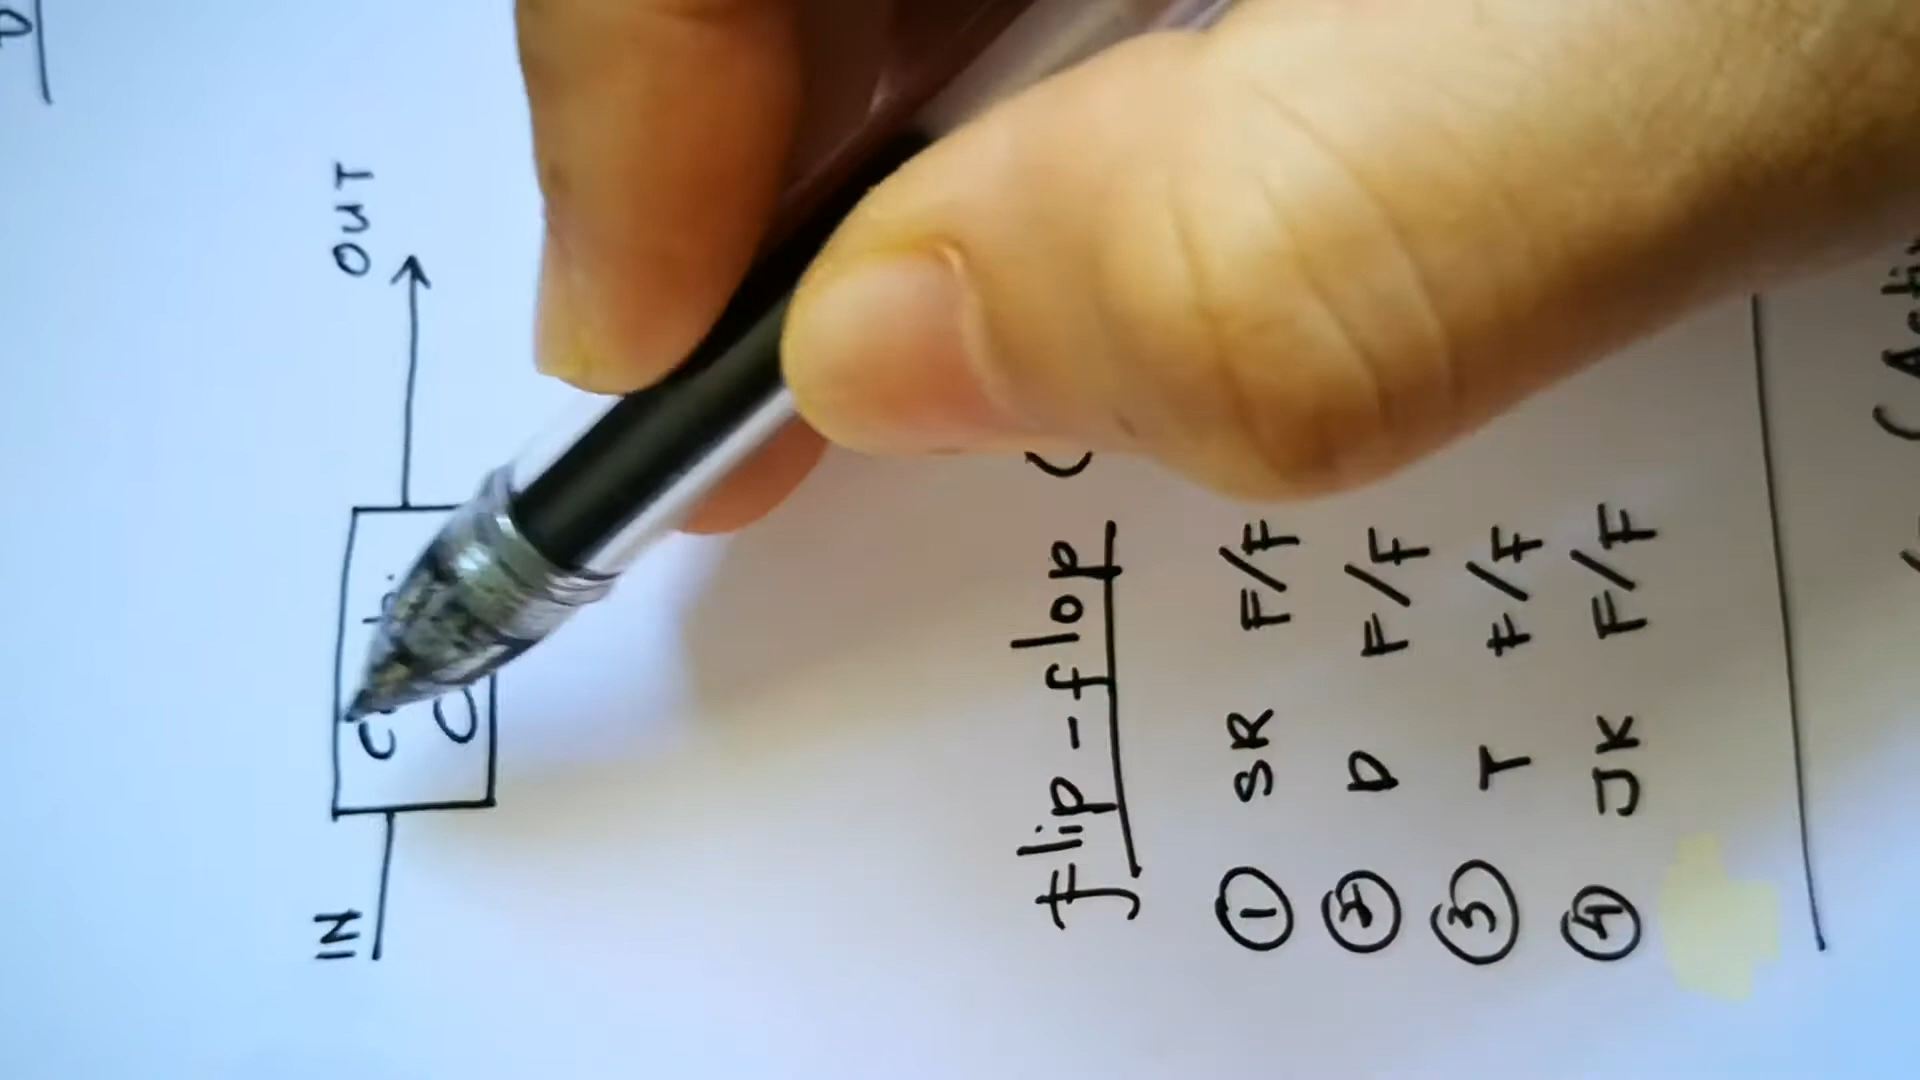 OUT
IN
Flip-flop (
① SR F/F
② D F/F
③ T F/F
④ JK F/F